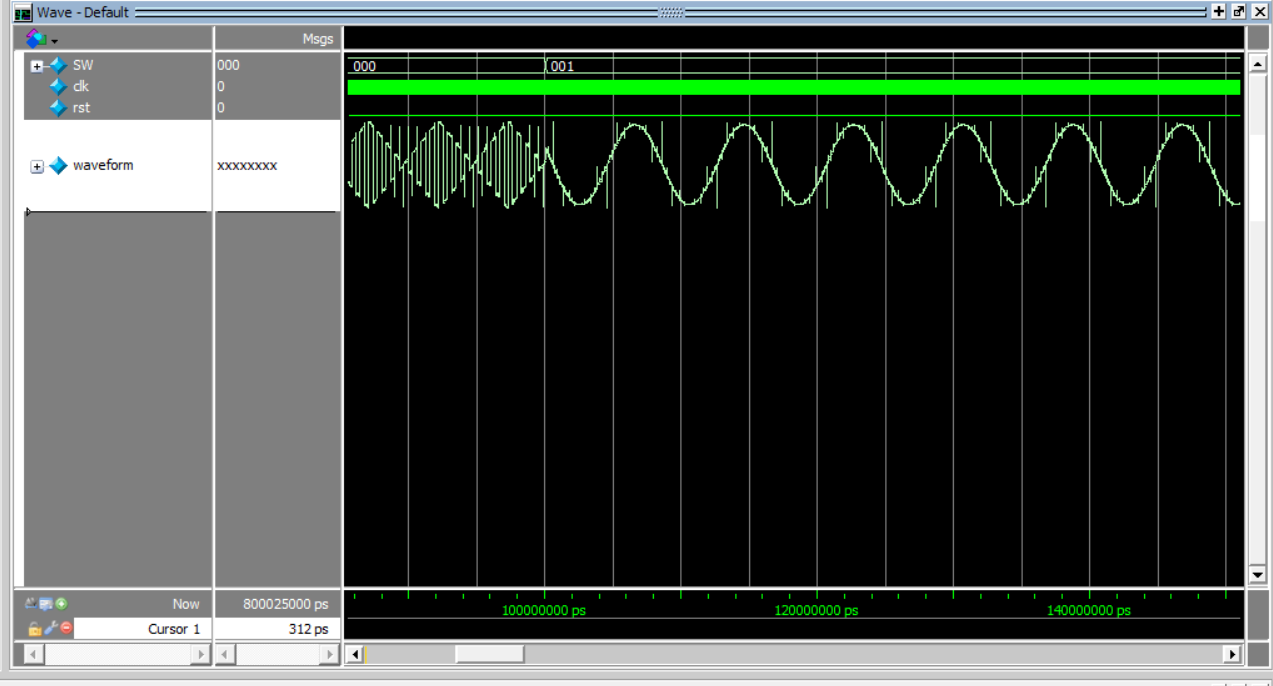 Wave - Default
Msgs
SW 000 000 001
clk 0
rst 0
waveform xxxxxxxx
Now 800025000 ps 100000000 ps 120000000 ps 140000000 ps
Cursor 1 312 ps